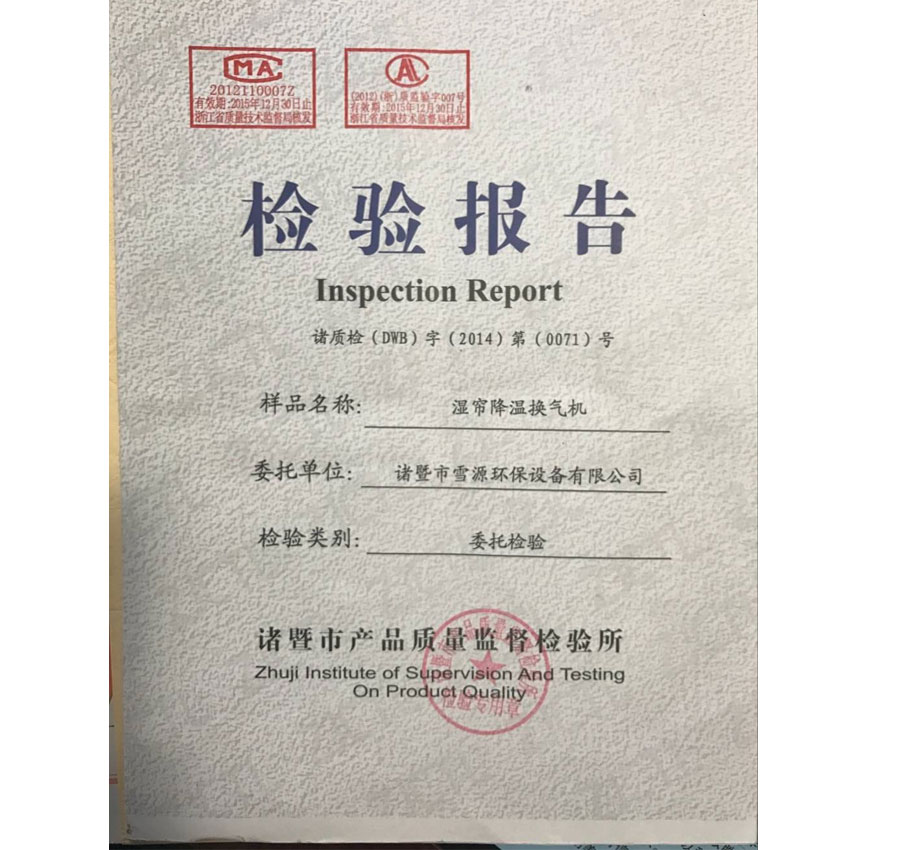 MA
2012110007Z
有效期:2015年12月30日止
浙江省质量技术监督局核发
AL
(2012)(浙)质监验字007号
有效期:2015年12月30日止
浙江省质量技术监督局核发
检验报告
Inspection Report
诸质检(DWB)字(2014)第(0071)号
样品名称: 湿帘降温换气机
委托单位: 诸暨市雪源环保设备有限公司
检验类别: 委托检验
诸暨市产品质量监督检验所
Zhuji Institute of Supervision And Testing
On Product Quality
检验专用章